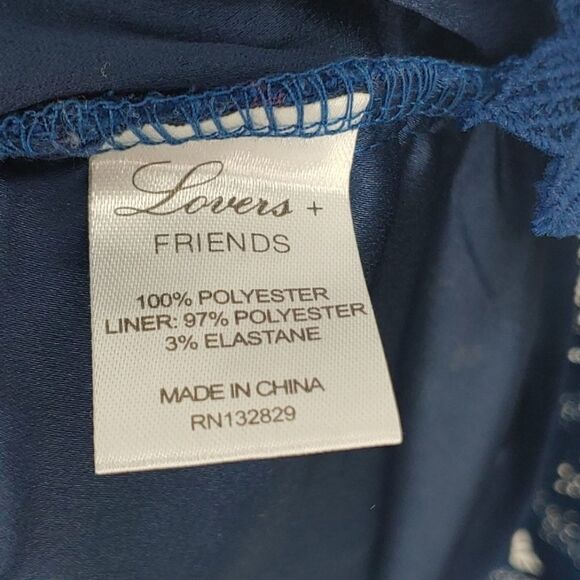 Lovers +
FRIENDS
100% POLYESTER
LINER: 97% POLYESTER
3% ELASTANE
MADE IN CHINA
RN132829